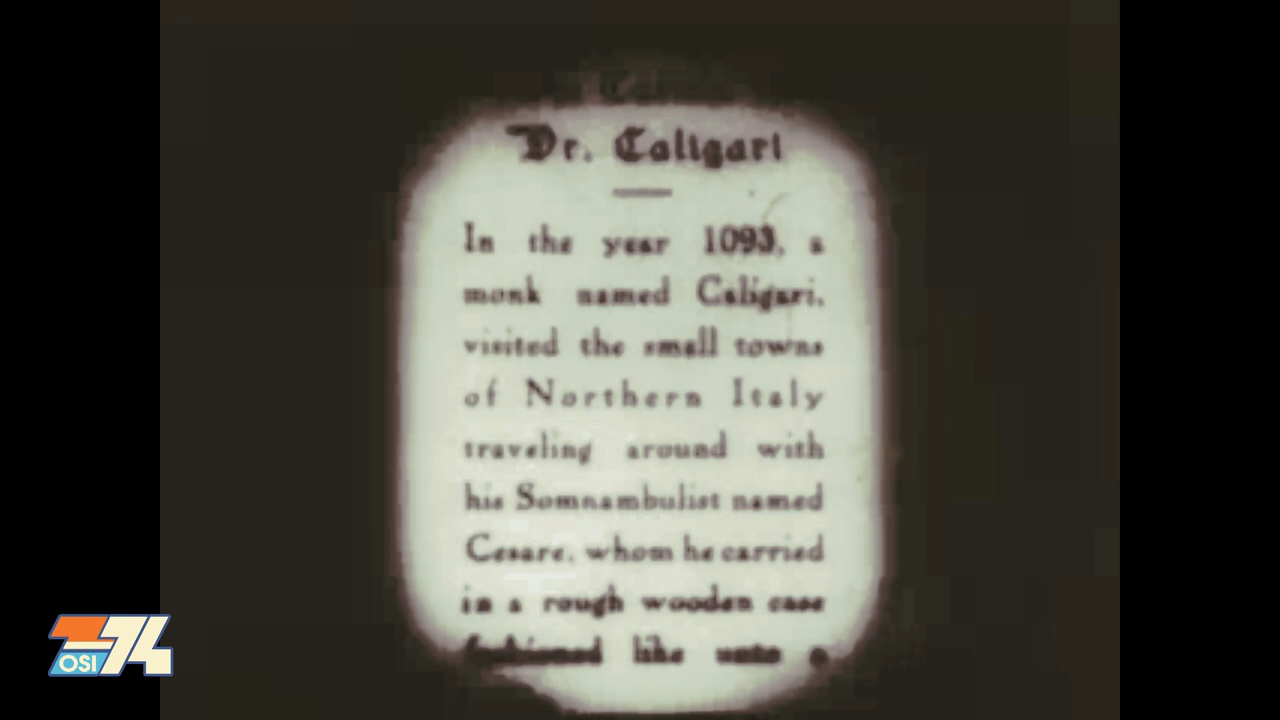 Dr. Caligari
In the year 1093, a
monk named Caligari,
visited the small towns
of Northern Italy
traveling around with
his Somnambulist named
Cesare, whom he carried
in a rough wooden case
fashioned like unto a
OSI 74